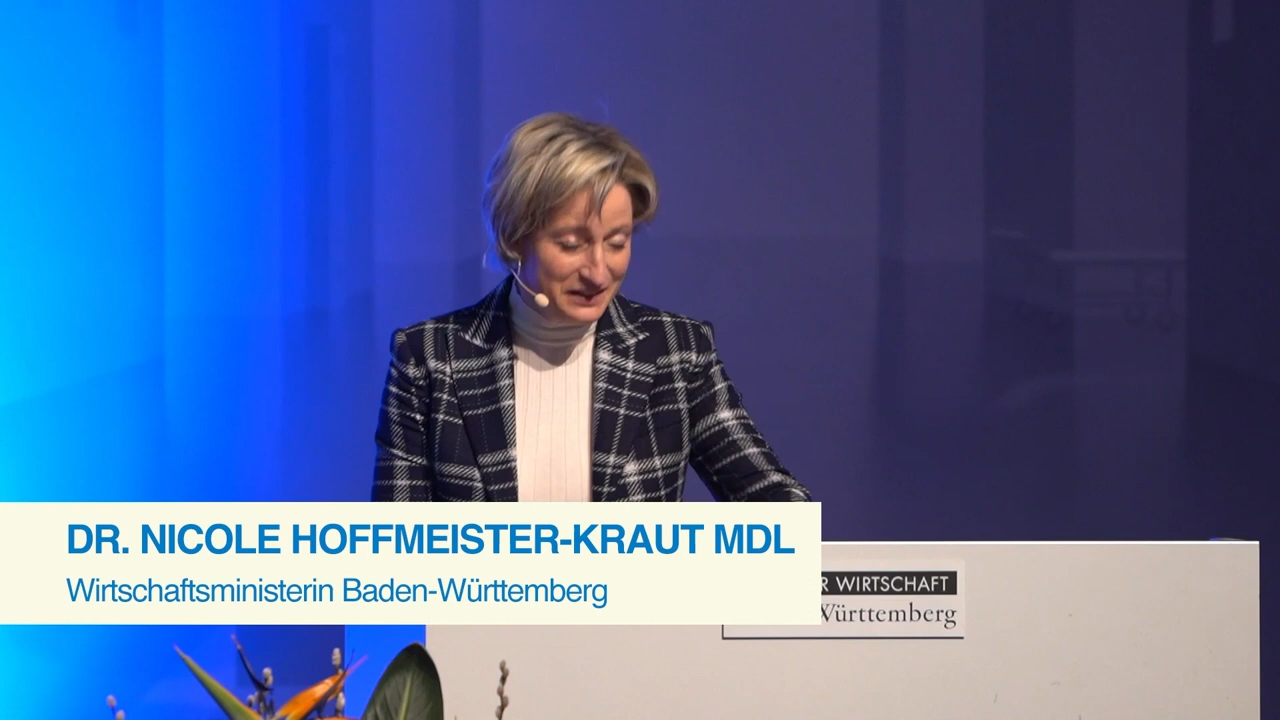 DR. NICOLE HOFFMEISTER-KRAUT MDL
Wirtschaftsministerin Baden-Württemberg
R WIRTSCHAFT
Württemberg